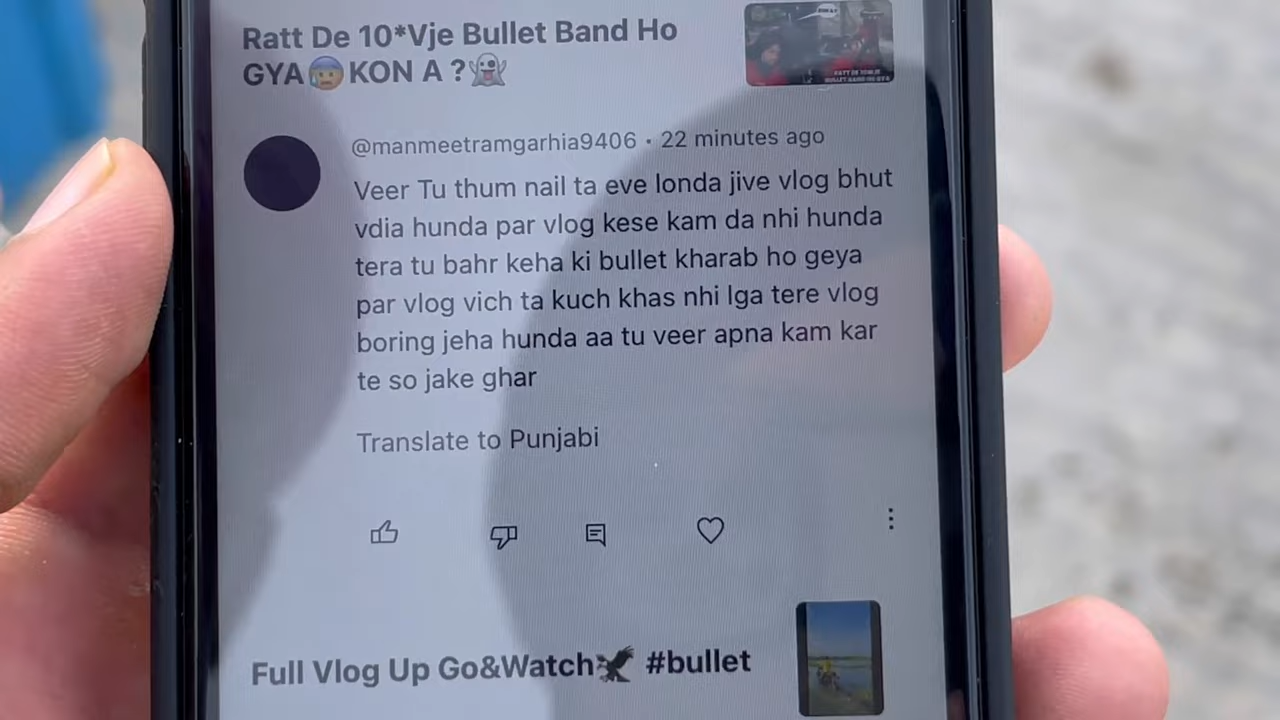 Ratt De 10*Vje Bullet Band Ho
GYA😰KON A ?👻
@manmeetramgarhia9406 • 22 minutes ago
Veer Tu thum nail ta eve londa jive vlog bhut
vdia hunda par vlog kese kam da nhi hunda
tera tu bahr keha ki bullet kharab ho geya
par vlog vich ta kuch khas nhi lga tere vlog
boring jeha hunda aa tu veer apna kam kar
te so jake ghar
Translate to Punjabi
Full Vlog Up Go&Watch🦅 #bullet